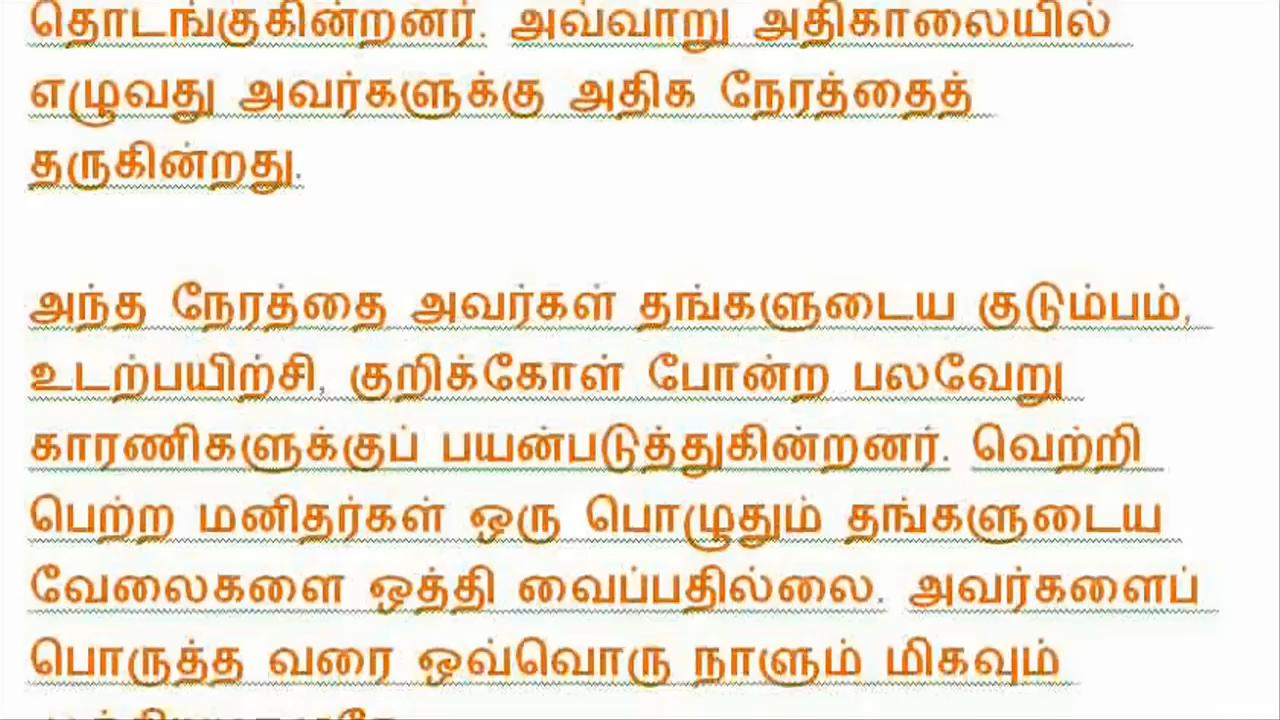 தொடங்குகின்றனர். அவ்வாறு அதிகாலையில்
எழுவது அவர்களுக்கு அதிக நேரத்தைத்
தருகின்றது.
அந்த நேரத்தை அவர்கள் தங்களுடைய குடும்பம்,
உடற்பயிற்சி, குறிக்கோள் போன்ற பலவேறு
காரணிகளுக்குப் பயன்படுத்துகின்றனர். வெற்றி
பெற்ற மனிதர்கள் ஒரு பொழுதும் தங்களுடைய
வேலைகளை ஒத்தி வைப்பதில்லை. அவர்களைப்
பொருத்த வரை ஒவ்வொரு நாளும் மிகவும்